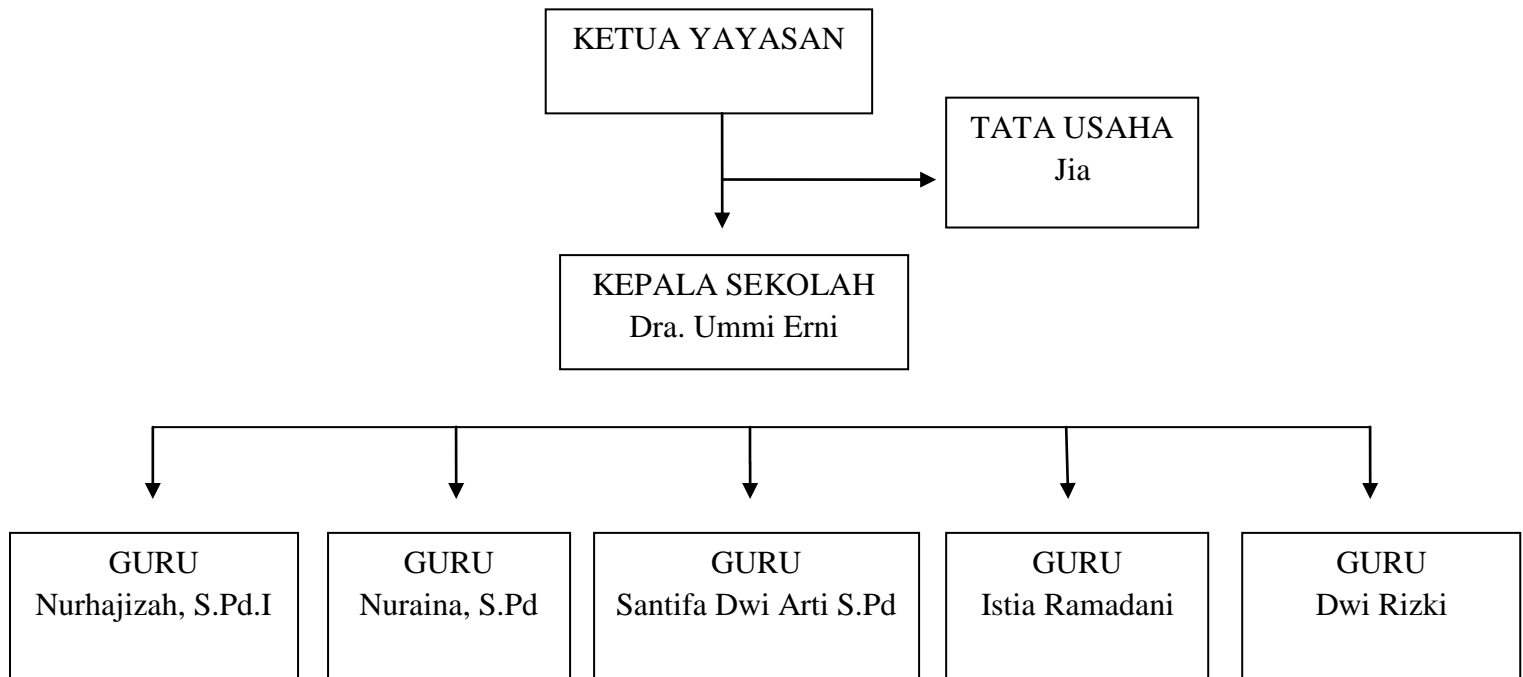 KETUA YAYASAN
TATA USAHA
Jia
KEPALA SEKOLAH
Dra. Ummi Erni
GURU
Nurhajizah, S.Pd.I
GURU
Nuraina, S.Pd
GURU
Santifa Dwi Arti S.Pd
GURU
Istia Ramadani
GURU
Dwi Rizki